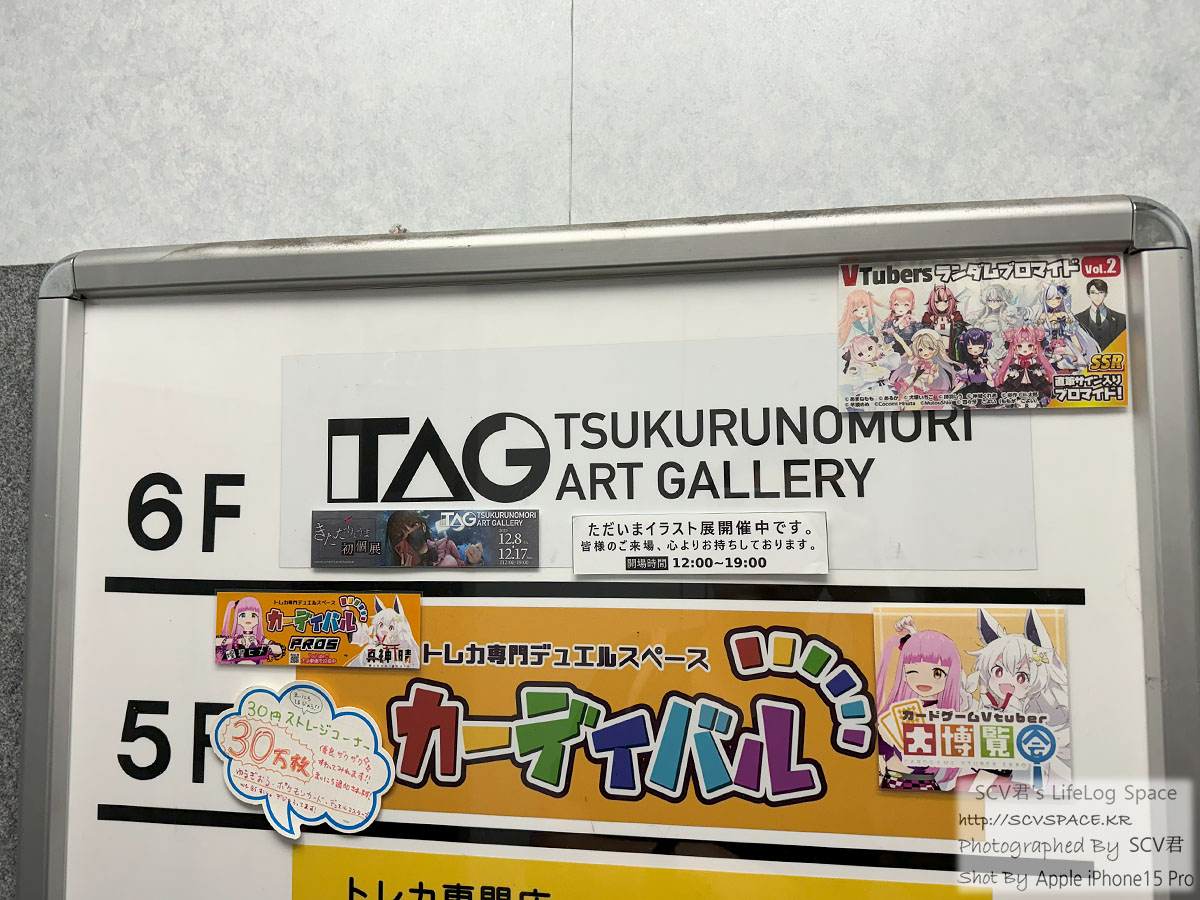 VTubers ランダムブロマイド Vol.2
SSR
直筆サイン入り
ブロマイド!
6F
TAG TSUKURUNOMORI
ART GALLERY
初個展
TAG TSUKURUNOMORI
ART GALLERY
12.8
12.17
12:00-19:00
ただいまイラスト展開催中です。
皆様のご来場、心よりお持ちしております。
開場時間 12:00~19:00
5F
トレカ専門デュエルスペース
カーディバル
PROS
トレカ専門デュエルスペース
カーディバル
カードゲームVtuber
大博覧会
30円ストレージコーナー
30万枚
トレカ専門店
SCV君's LifeLog Space
http://SCVSPACE.KR
Photographed By SCV君
Shot By Apple iPhone15 Pro